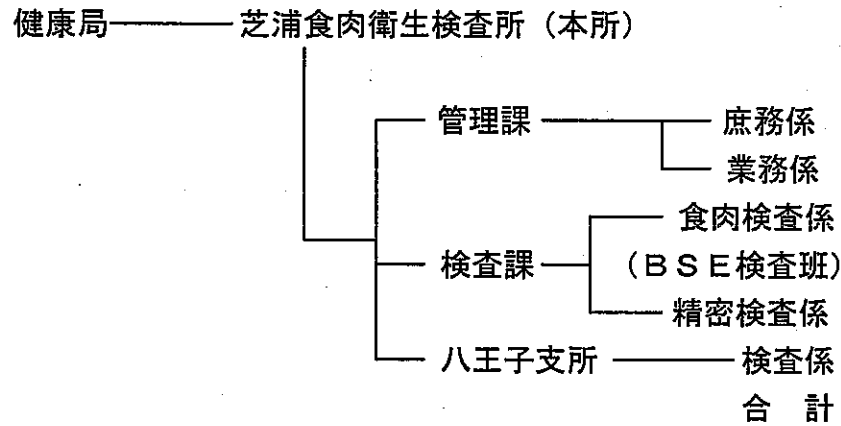 健康局 芝浦食肉衛生検査所（本所）
管理課 庶務係
業務係
食肉検査係
検査課 （ＢＳＥ検査班）
精密検査係
八王子支所 検査係
合 計